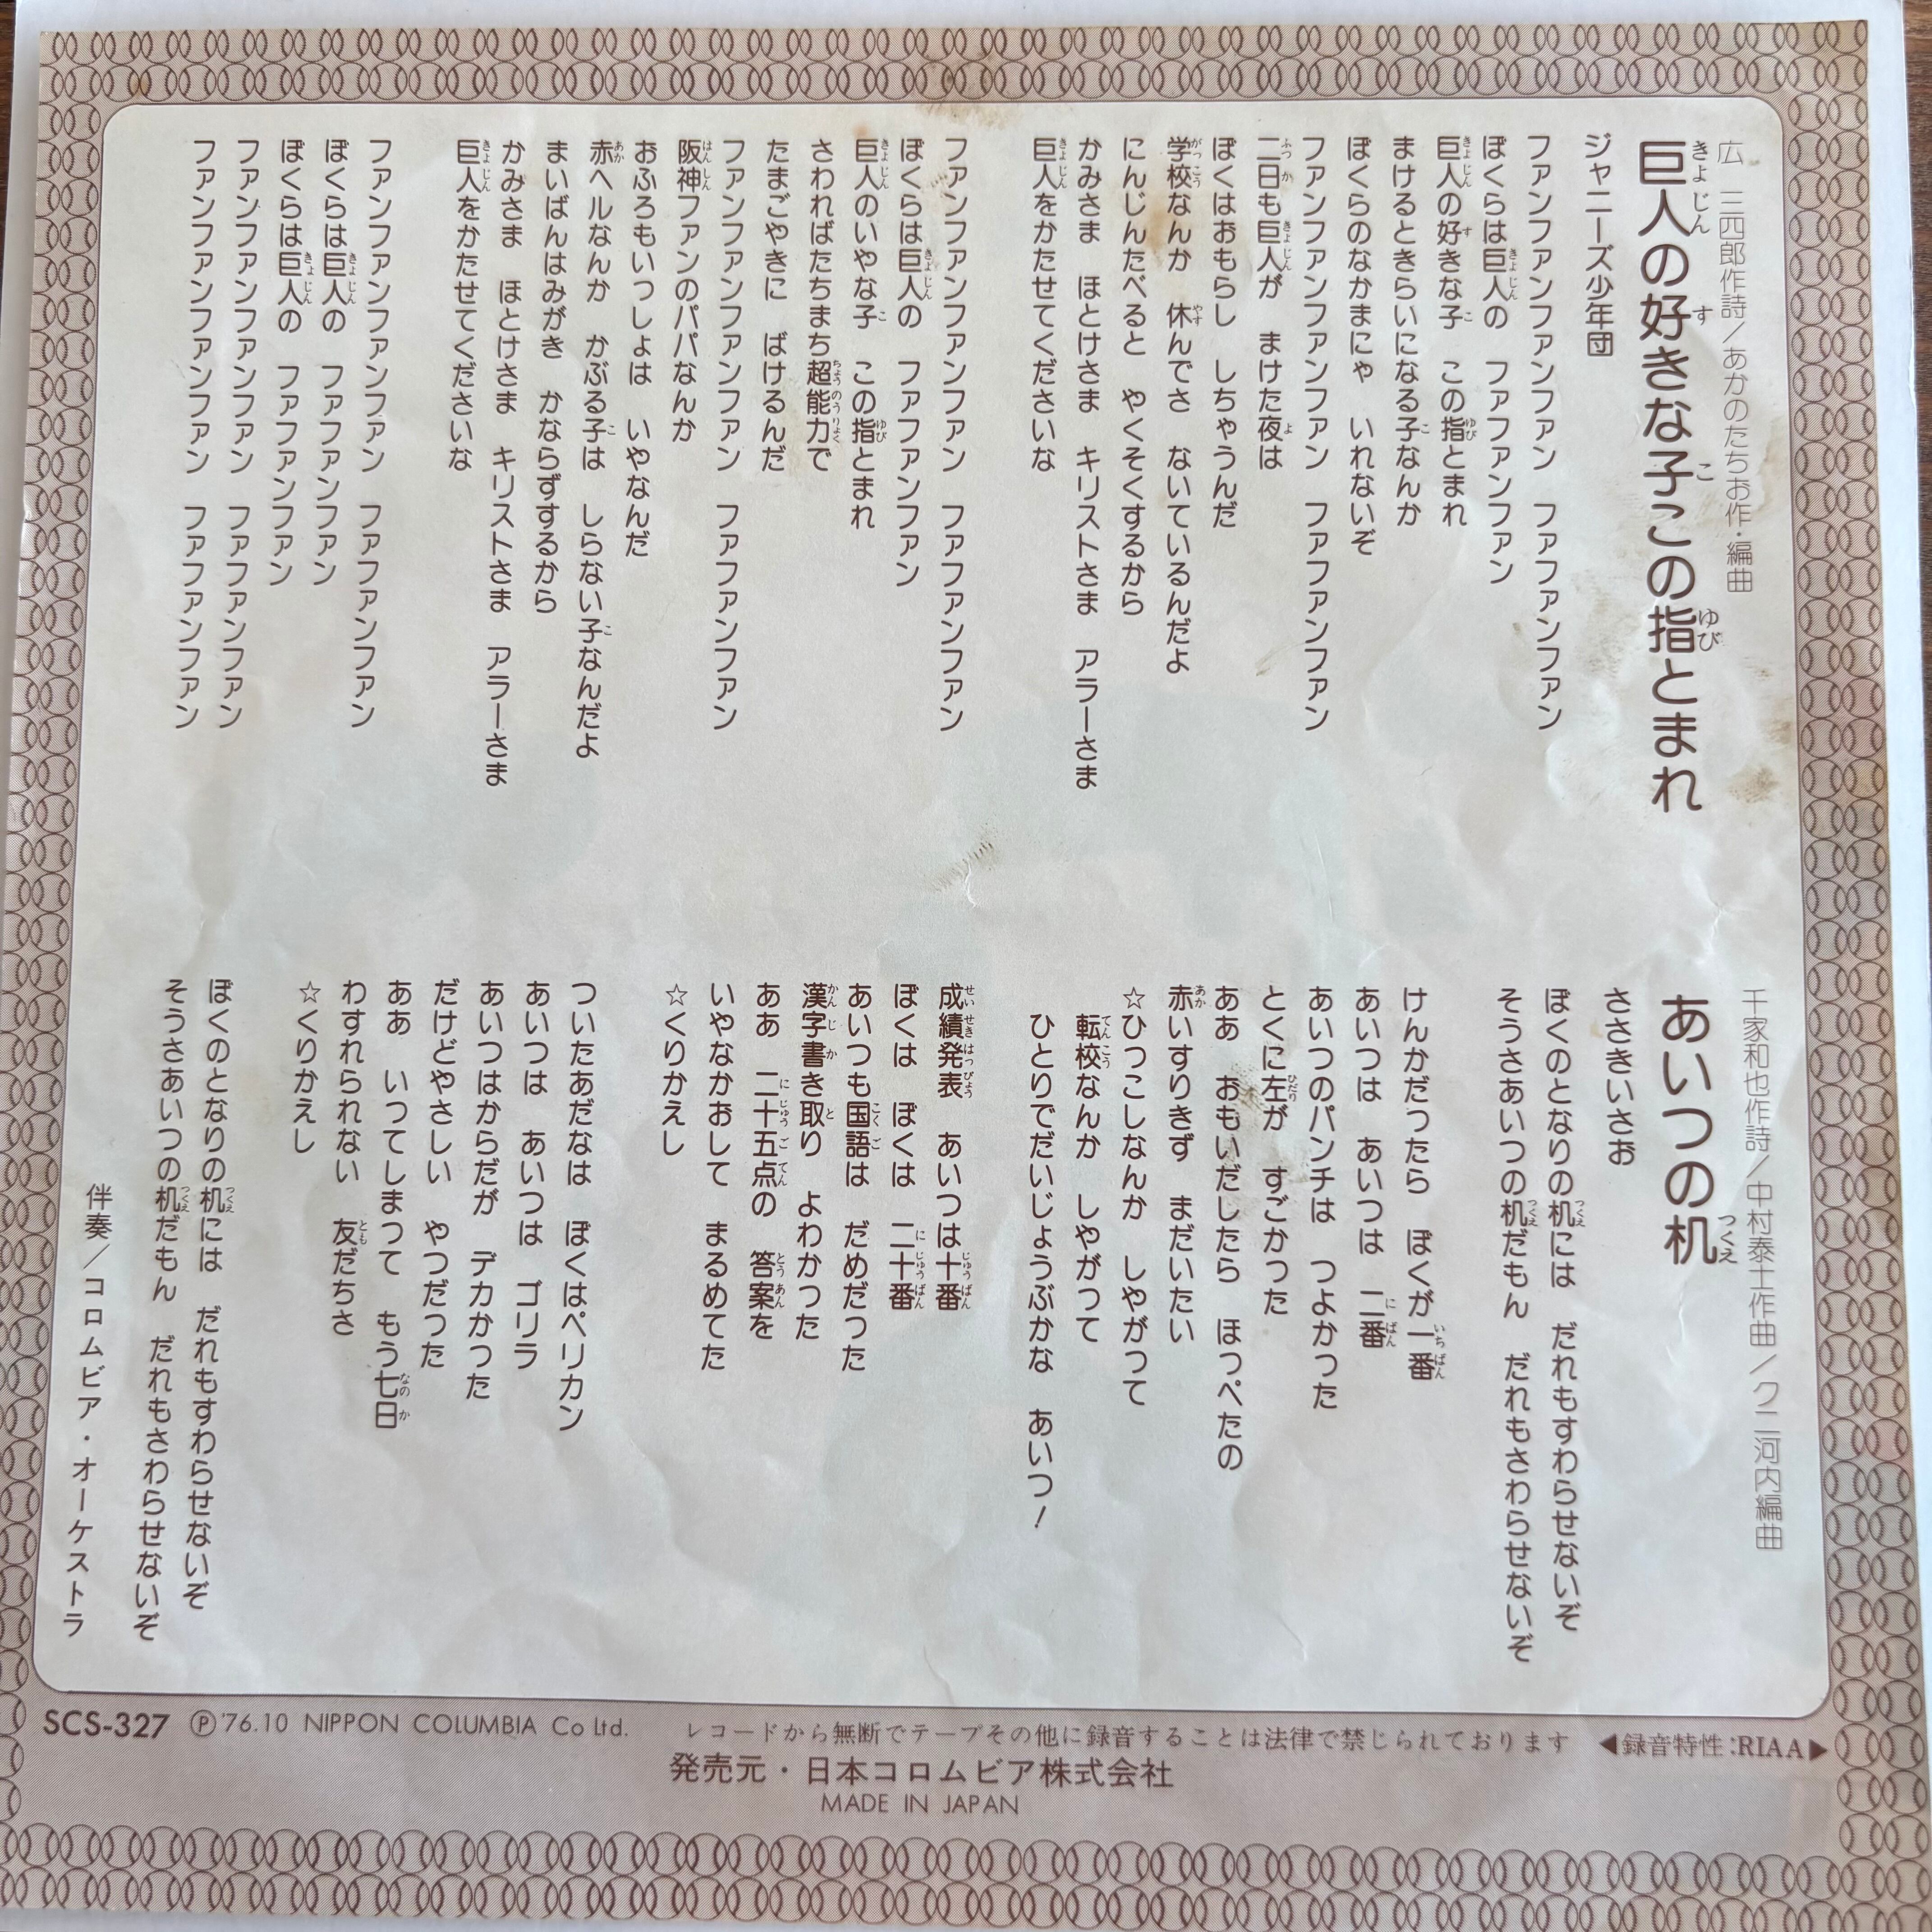 広 三四郎作詩/あかのたちお作・編曲
巨人の好きな子この指とまれ
ジャニーズ少年団
ファンファンファンファン ファファンファン
ぼくらは巨人の ファファンファン
巨人の好きな子 この指とまれ
まけるときらいになる子なんか
ぼくらのなかまにゃ いれないぞ
ファンファンファンファン ファファンファン
二日も巨人が まけた夜は
ぼくはおもらし しちゃうんだ
学校なんか 休んでさ ないているんだよ
にんじんたべると やくそくするから
かみさま ほとけさま キリストさま アラーさま
巨人をかたせてくださいな
ファンファンファンファン ファファンファン
ぼくらは巨人の ファファンファン
巨人のいやな子 この指とまれ
さわればたちまち超能力で
たまごやきに ばけるんだ
ファンファンファンファン ファファンファン
阪神ファンのパパなんか
おふろもいっしょは いやなんだ
赤ヘルなんか かぶる子は しらない子なんだよ
まいばんはみがき かならずするから
かみさま ほとけさま キリストさま アラーさま
巨人をかたせてくださいな
ファンファンファンファン ファファンファン
ぼくらは巨人の ファファンファン
ぼくらは巨人の ファファンファン
ファンファンファンファン ファファンファン
ファンファンファンファン ファファンファン
千家和也作詩/中村泰士作曲/クニ河内編曲
あいつの机
ささきいさお
ぼくのとなりの机には だれもすわらせないぞ
そうさあいつの机だもん だれもさわらせないぞ
けんかだったら ぼくが一番
あいつは あいつは 二番
あいつのパンチは つよかった
とくに左が すごかった
ああ おもいだしたら ほっぺたの
赤いすりきず まだいたい
☆ひっこしなんか しやがって
転校なんか しやがって
ひとりでだいじょうぶかな あいつ!
成績発表 あいつは十番
ぼくは ぼくは 二十番
あいつも国語は だめだった
漢字書き取り よわかった
ああ 二十五点の 答案を
いやなかおして まるめてた
☆くりかえし
ついたあだなは ぼくはペリカン
あいつは あいつは ゴリラ
あいつはからだが デカかった
だけどやさしい やつだった
ああ いってしまって もう七日
わすれられない 友だちさ
☆くりかえし
ぼくのとなりの机には だれもすわらせないぞ
そうさあいつの机だもん だれもさわらせないぞ
伴奏/コロムビア・オーケストラ
SCS-327 Ⓟ'76.10 NIPPON COLUMBIA Co Ltd. レコードから無断でテープその他に録音することは法律で禁じられております ◀録音特性:RIAA▶
発売元・日本コロムビア株式会社
MADE IN JAPAN